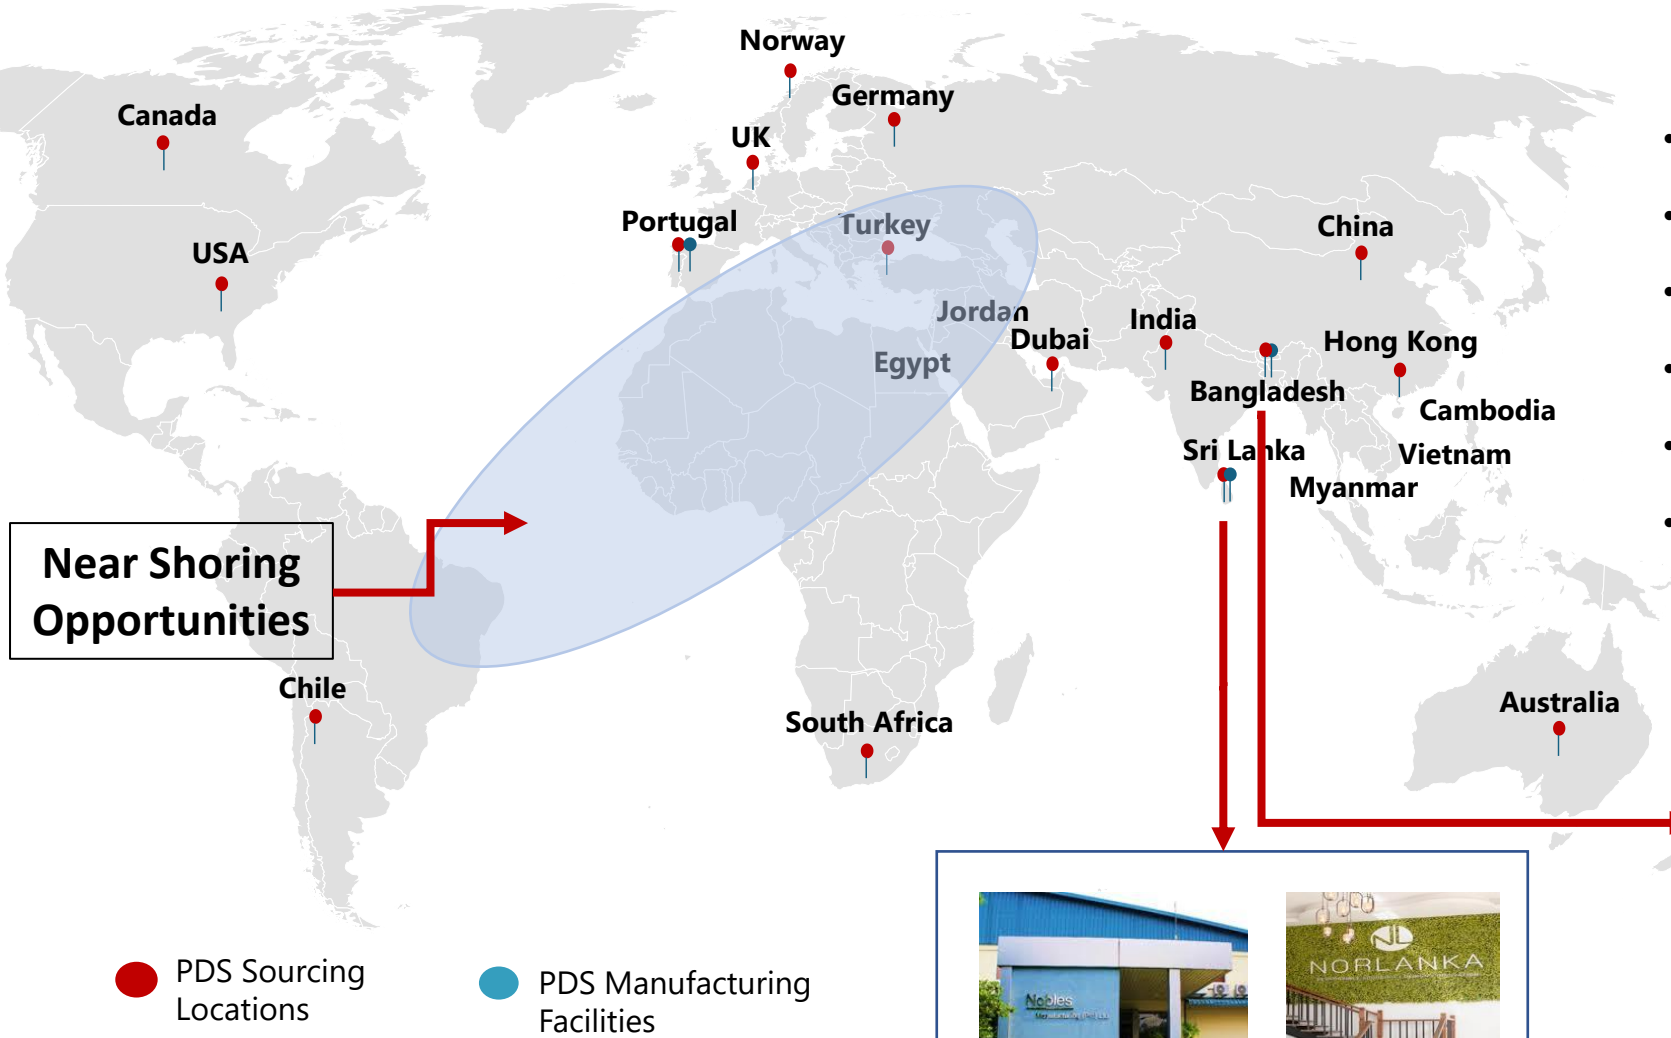 Norway
Germany
Canada
UK
Portugal
Turkey
China
USA
Jordan
India
Dubai
Hong Kong
Egypt
Bangladesh
Cambodia
Sri Lanka
Vietnam
Myanmar
Near Shoring
Opportunities
Chile
South Africa
Australia
PDS Sourcing
Locations
PDS Manufacturing
Facilities
NL
NORLANKA
Nobles